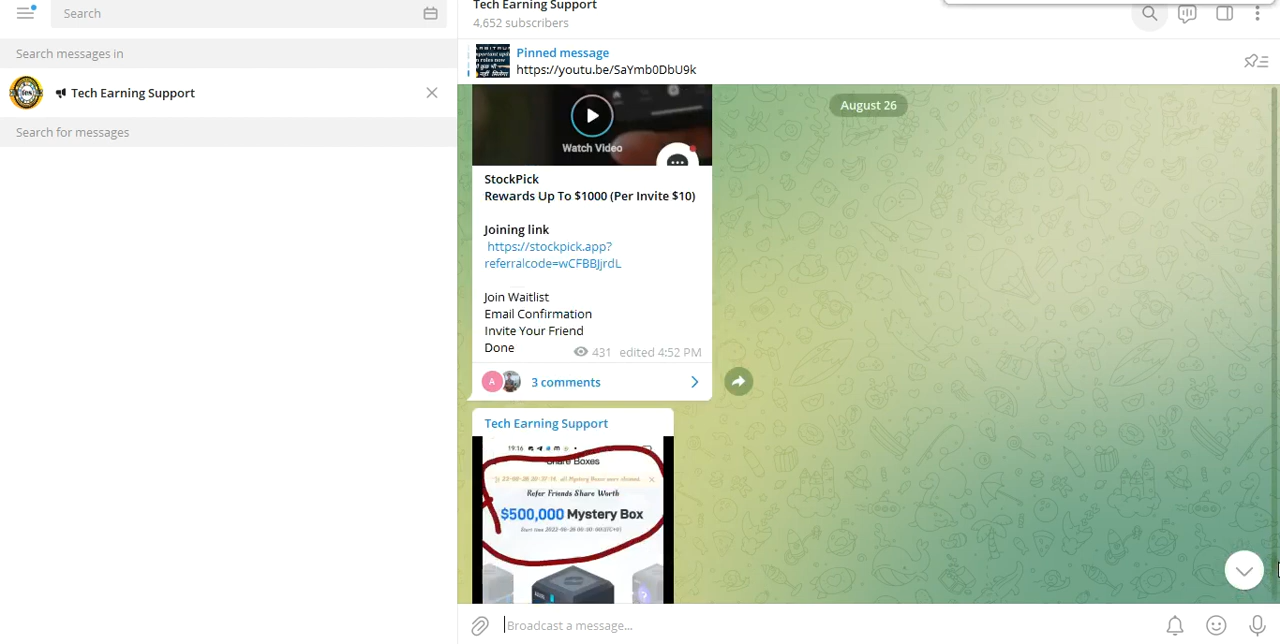 Search
Search messages in
Tech Earning Support
Search for messages
Tech Earning Support
4,652 subscribers
Pinned message
https://youtu.be/SaYmb0DbU9k
August 26
Watch Video
StockPick
Rewards Up To $1000 (Per Invite $10)
Joining link
https://stockpick.app?
referralcode=wCFBBJjrdL
Join Waitlist
Email Confirmation
Invite Your Friend
Done
431 edited 4:52 PM
A
3 comments
Tech Earning Support
19:16
Share Boxes
Refer Friends Share Worth
$500,000 Mystery Box
Broadcast a message...